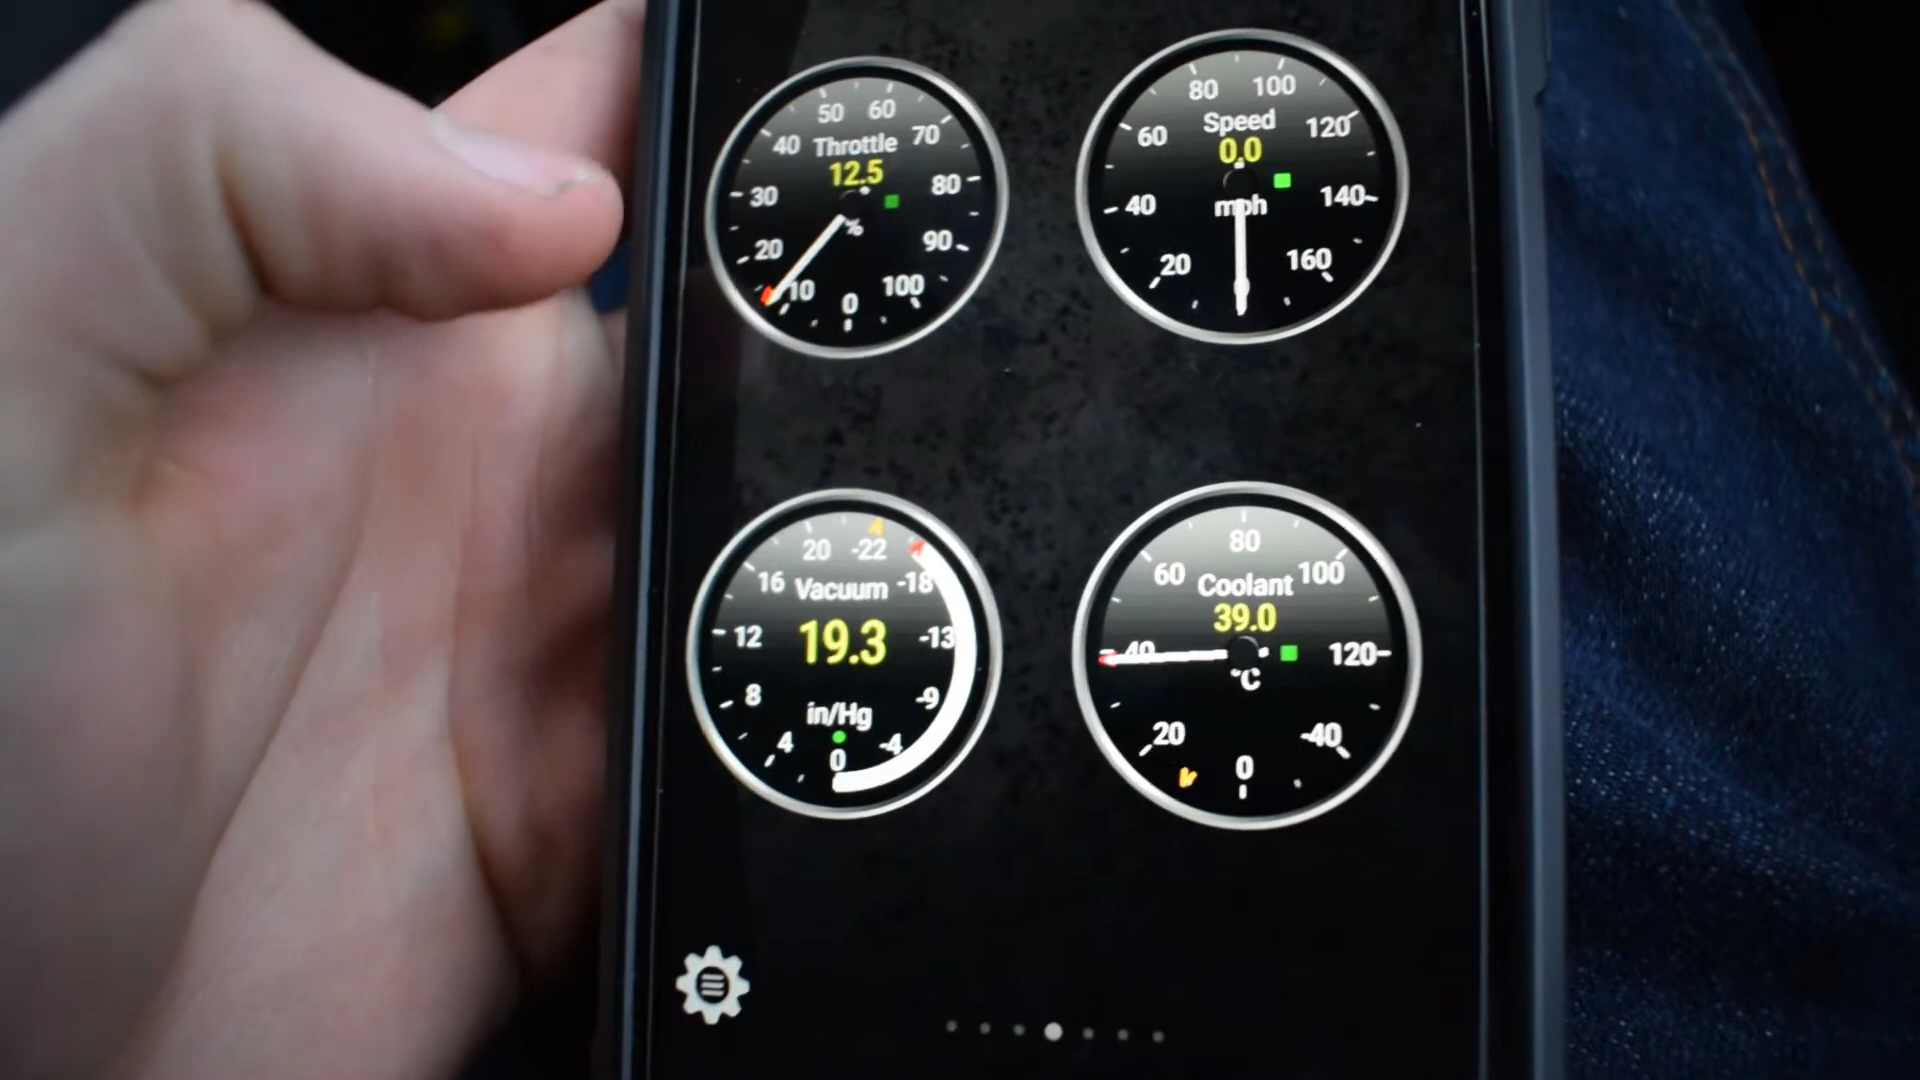 50 60
40 Throttle 70
12.5
30 80
%
20 90
10 0 100
80 100
60 Speed 120
0.0
40 mph 140
20 160
20 -22
16 Vacuum -18
12 19.3 -13
8 -9
in/Hg
4 0 -4
80
60 Coolant 100
39.0
40 120
°C
20 -40
0